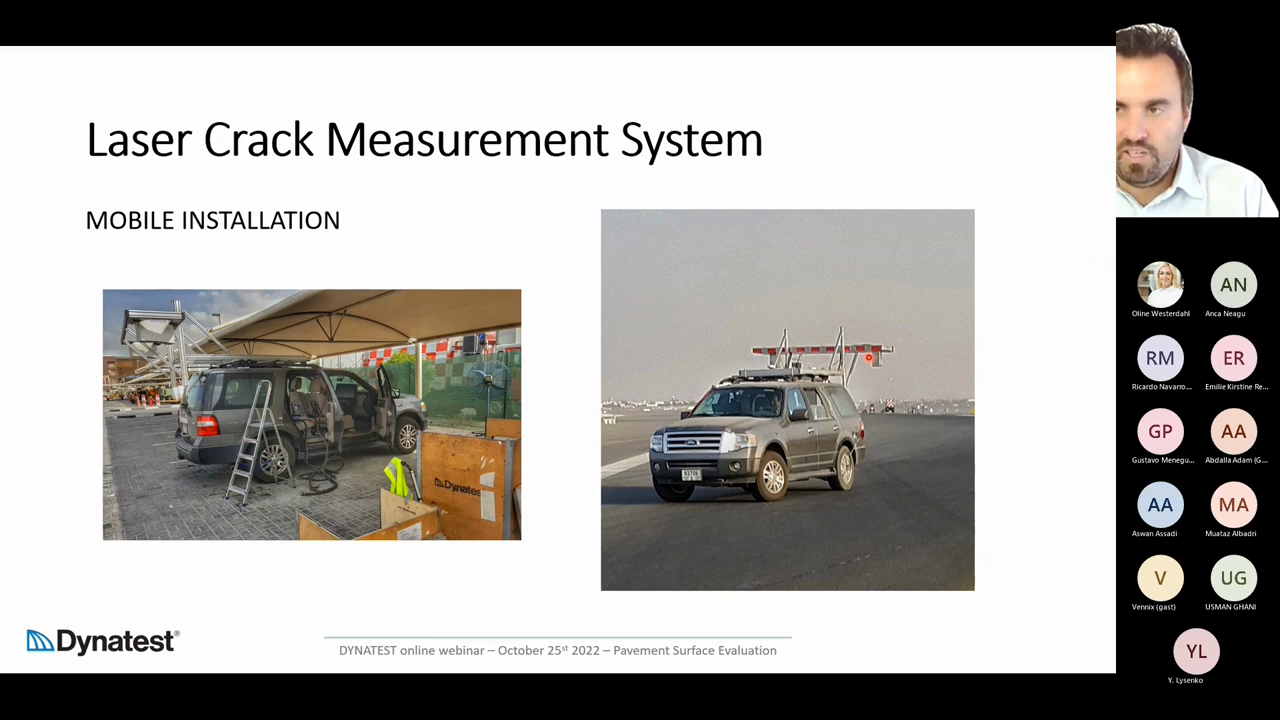 Laser Crack Measurement System
MOBILE INSTALLATION
Dynatest
Dynatest®
DYNATEST online webinar – October 25st 2022 – Pavement Surface Evaluation
Oline Westerdahl
AN
Anca Neagu
RM
Ricardo Navarro...
ER
Emilie Kirstine Re...
GP
Gustavo Menegu...
AA
Abdalla Adam (G...
AA
Aswan Assadi
MA
Muataz Albadri
V
Vennix (gast)
UG
USMAN GHANI
YL
Y. Lysenko